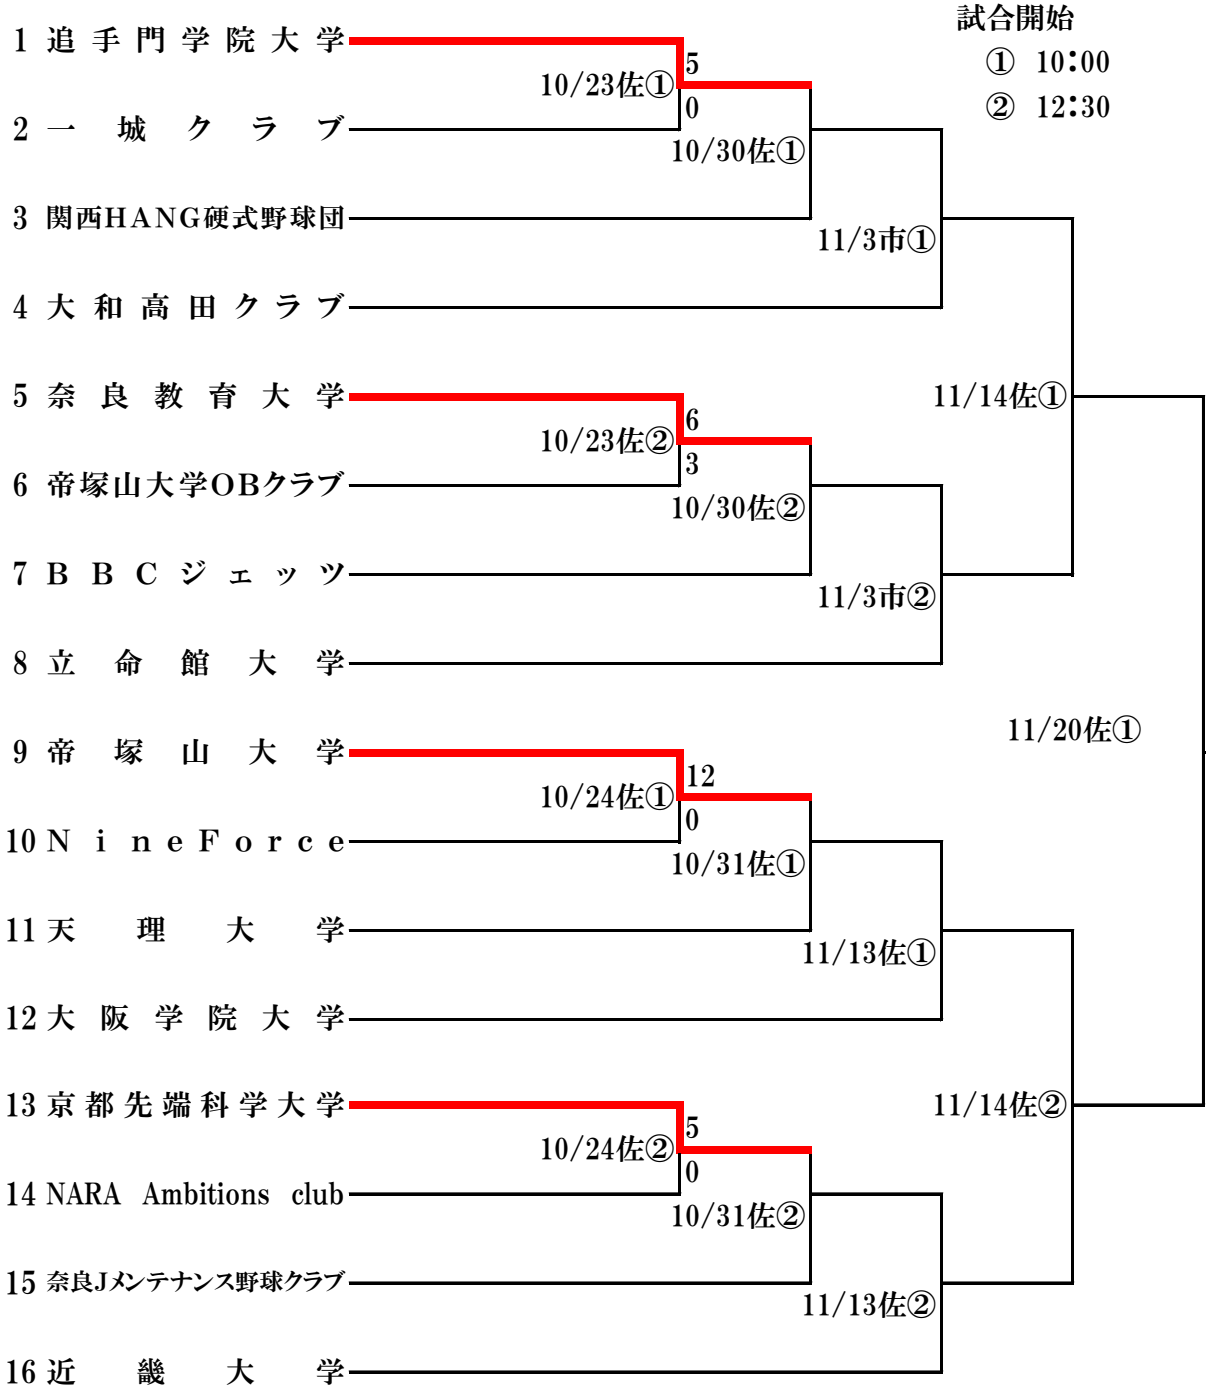 試合開始
① 10:00
② 12:30
1 追手門学院大学
5
10/23佐①
0
2 一城クラブ
10/30佐①
3 関西HANG硬式野球団
11/3市①
4 大和高田クラブ
5 奈良教育大学
11/14佐①
6
10/23佐②
3
6 帝塚山大学OBクラブ
10/30佐②
7 BBCジェッツ
11/3市②
8 立命館大学
11/20佐①
9 帝塚山大学
12
10/24佐①
0
10 NineForce
10/31佐①
11 天理大学
11/13佐①
12 大阪学院大学
13 京都先端科学大学
11/14佐②
5
10/24佐②
0
14 NARA Ambitions club
10/31佐②
15 奈良Jメンテナンス野球クラブ
11/13佐②
16 近畿大学